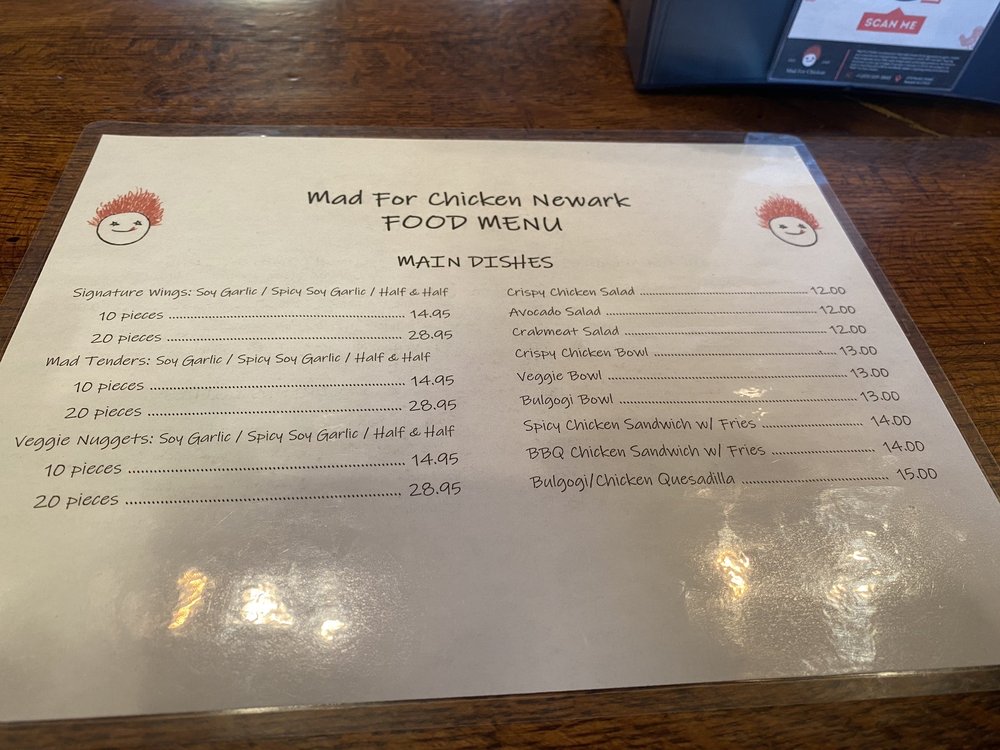 SCAN ME
Mad for Chicken
Mad For Chicken Newark
FOOD MENU
MAIN DISHES
Signature Wings: Soy Garlic / Spicy Soy Garlic / Half & Half
10 pieces 14.95
20 pieces 28.95
Mad Tenders: Soy Garlic / Spicy Soy Garlic / Half & Half
10 pieces 14.95
20 pieces 28.95
Veggie Nuggets: Soy Garlic / Spicy Soy Garlic / Half & Half
10 pieces 14.95
20 pieces 28.95
Crispy Chicken Salad 12.00
Avocado Salad 12.00
Crabmeat Salad 12.00
Crispy Chicken Bowl 13.00
Veggie Bowl 13.00
Bulgogi Bowl 13.00
Spicy Chicken Sandwich w/ Fries 14.00
BBQ Chicken Sandwich w/ Fries 14.00
Bulgogi/Chicken Quesadilla 15.00